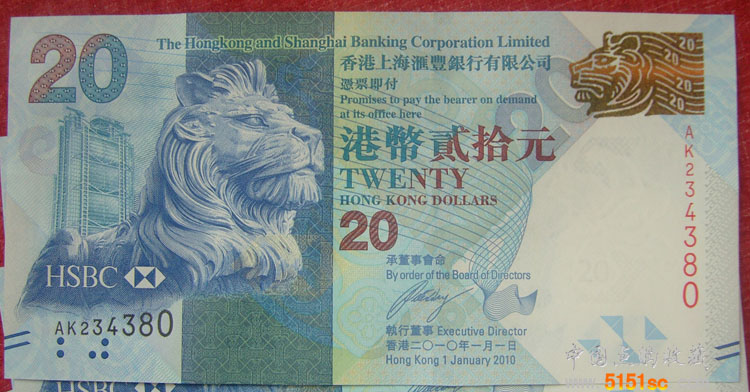 20
The Hongkong and Shanghai Banking Corporation Limited
香港上海滙豐銀行有限公司
憑票即付
Promises to pay the bearer on demand
at its office here
港幣貳拾元
TWENTY
HONG KONG DOLLARS
20
承董事會命
By order of the Board of Directors
執行董事 Executive Director
香港二〇一〇年一月一日
Hong Kong 1 January 2010
HSBC
AK234380
20
20
20
20
AK234380
5151sc